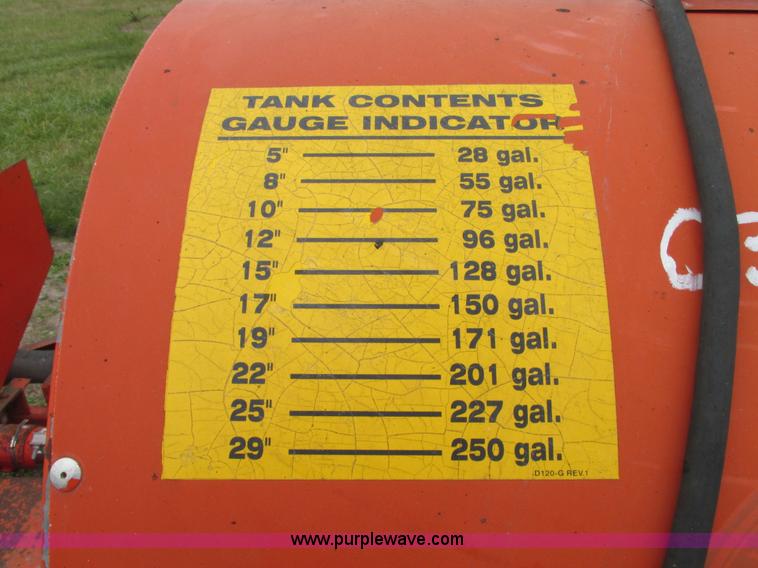 TANK CONTENTS
GAUGE INDICATOR
5" 28 gal.
8" 55 gal.
10" 75 gal.
12" 96 gal.
15" 128 gal.
17" 150 gal.
19" 171 gal.
22" 201 gal.
25" 227 gal.
29" 250 gal.
D120-G REV.1
www.purplewave.com